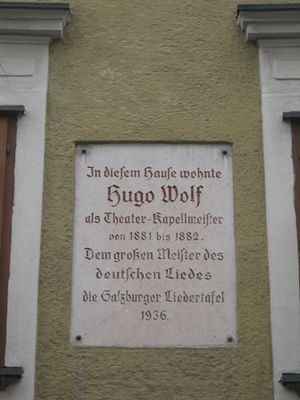 In diesem Hause wohnte
Hugo Wolf
als Theater-Kapellmeister
von 1881 bis 1882.
Dem großen Meister des
deutschen Liedes
die Salzburger Liedertafel
1936.